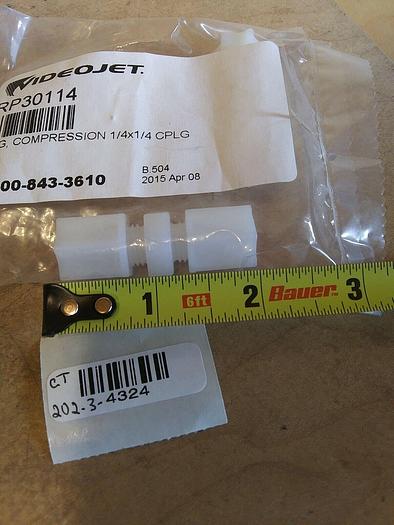 VIDEOJET.
RP30114
G, COMPRESSION 1/4x1/4 CPLG
B.504
00-843-3610
2015 Apr 08
1 6ft 2 Bauer 3
CT
202-3-4324